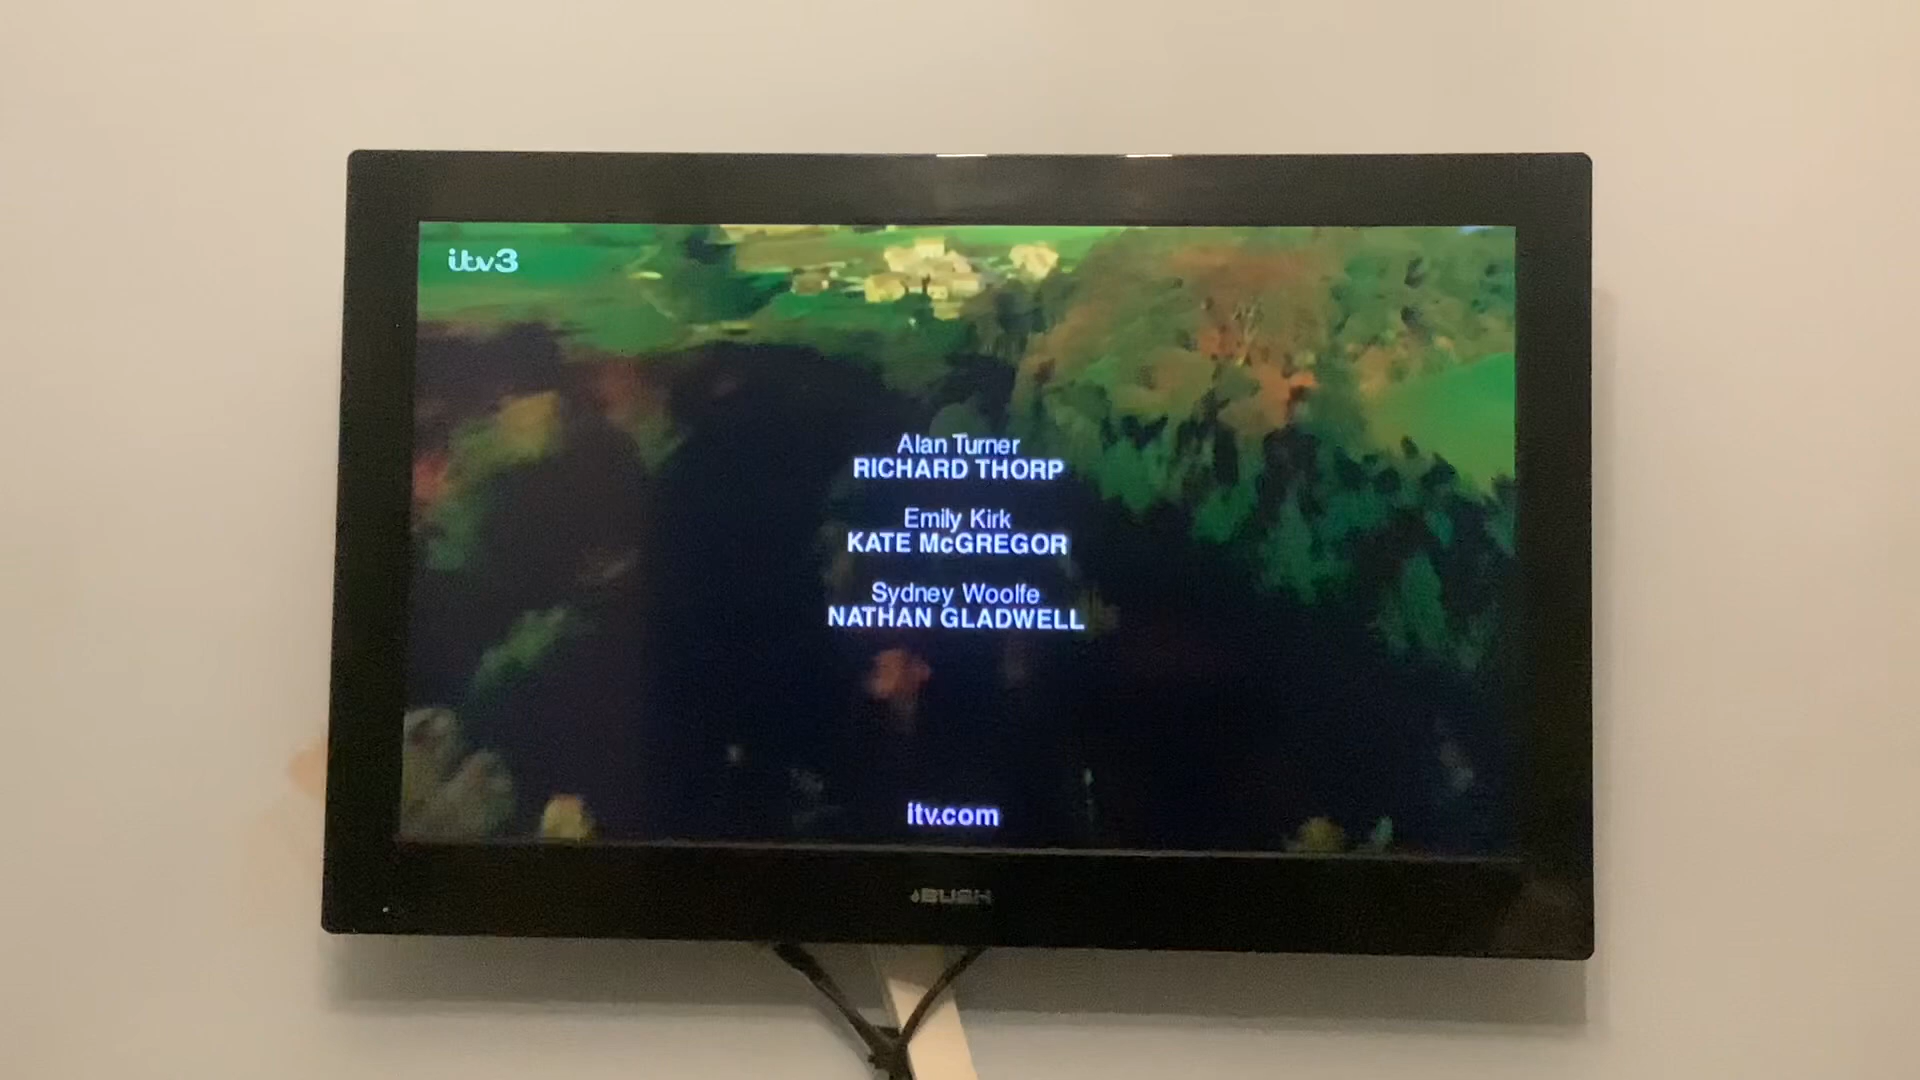 itv3
Alan Turner
RICHARD THORP
Emily Kirk
KATE McGREGOR
Sydney Woolfe
NATHAN GLADWELL
itv.com
BUSH